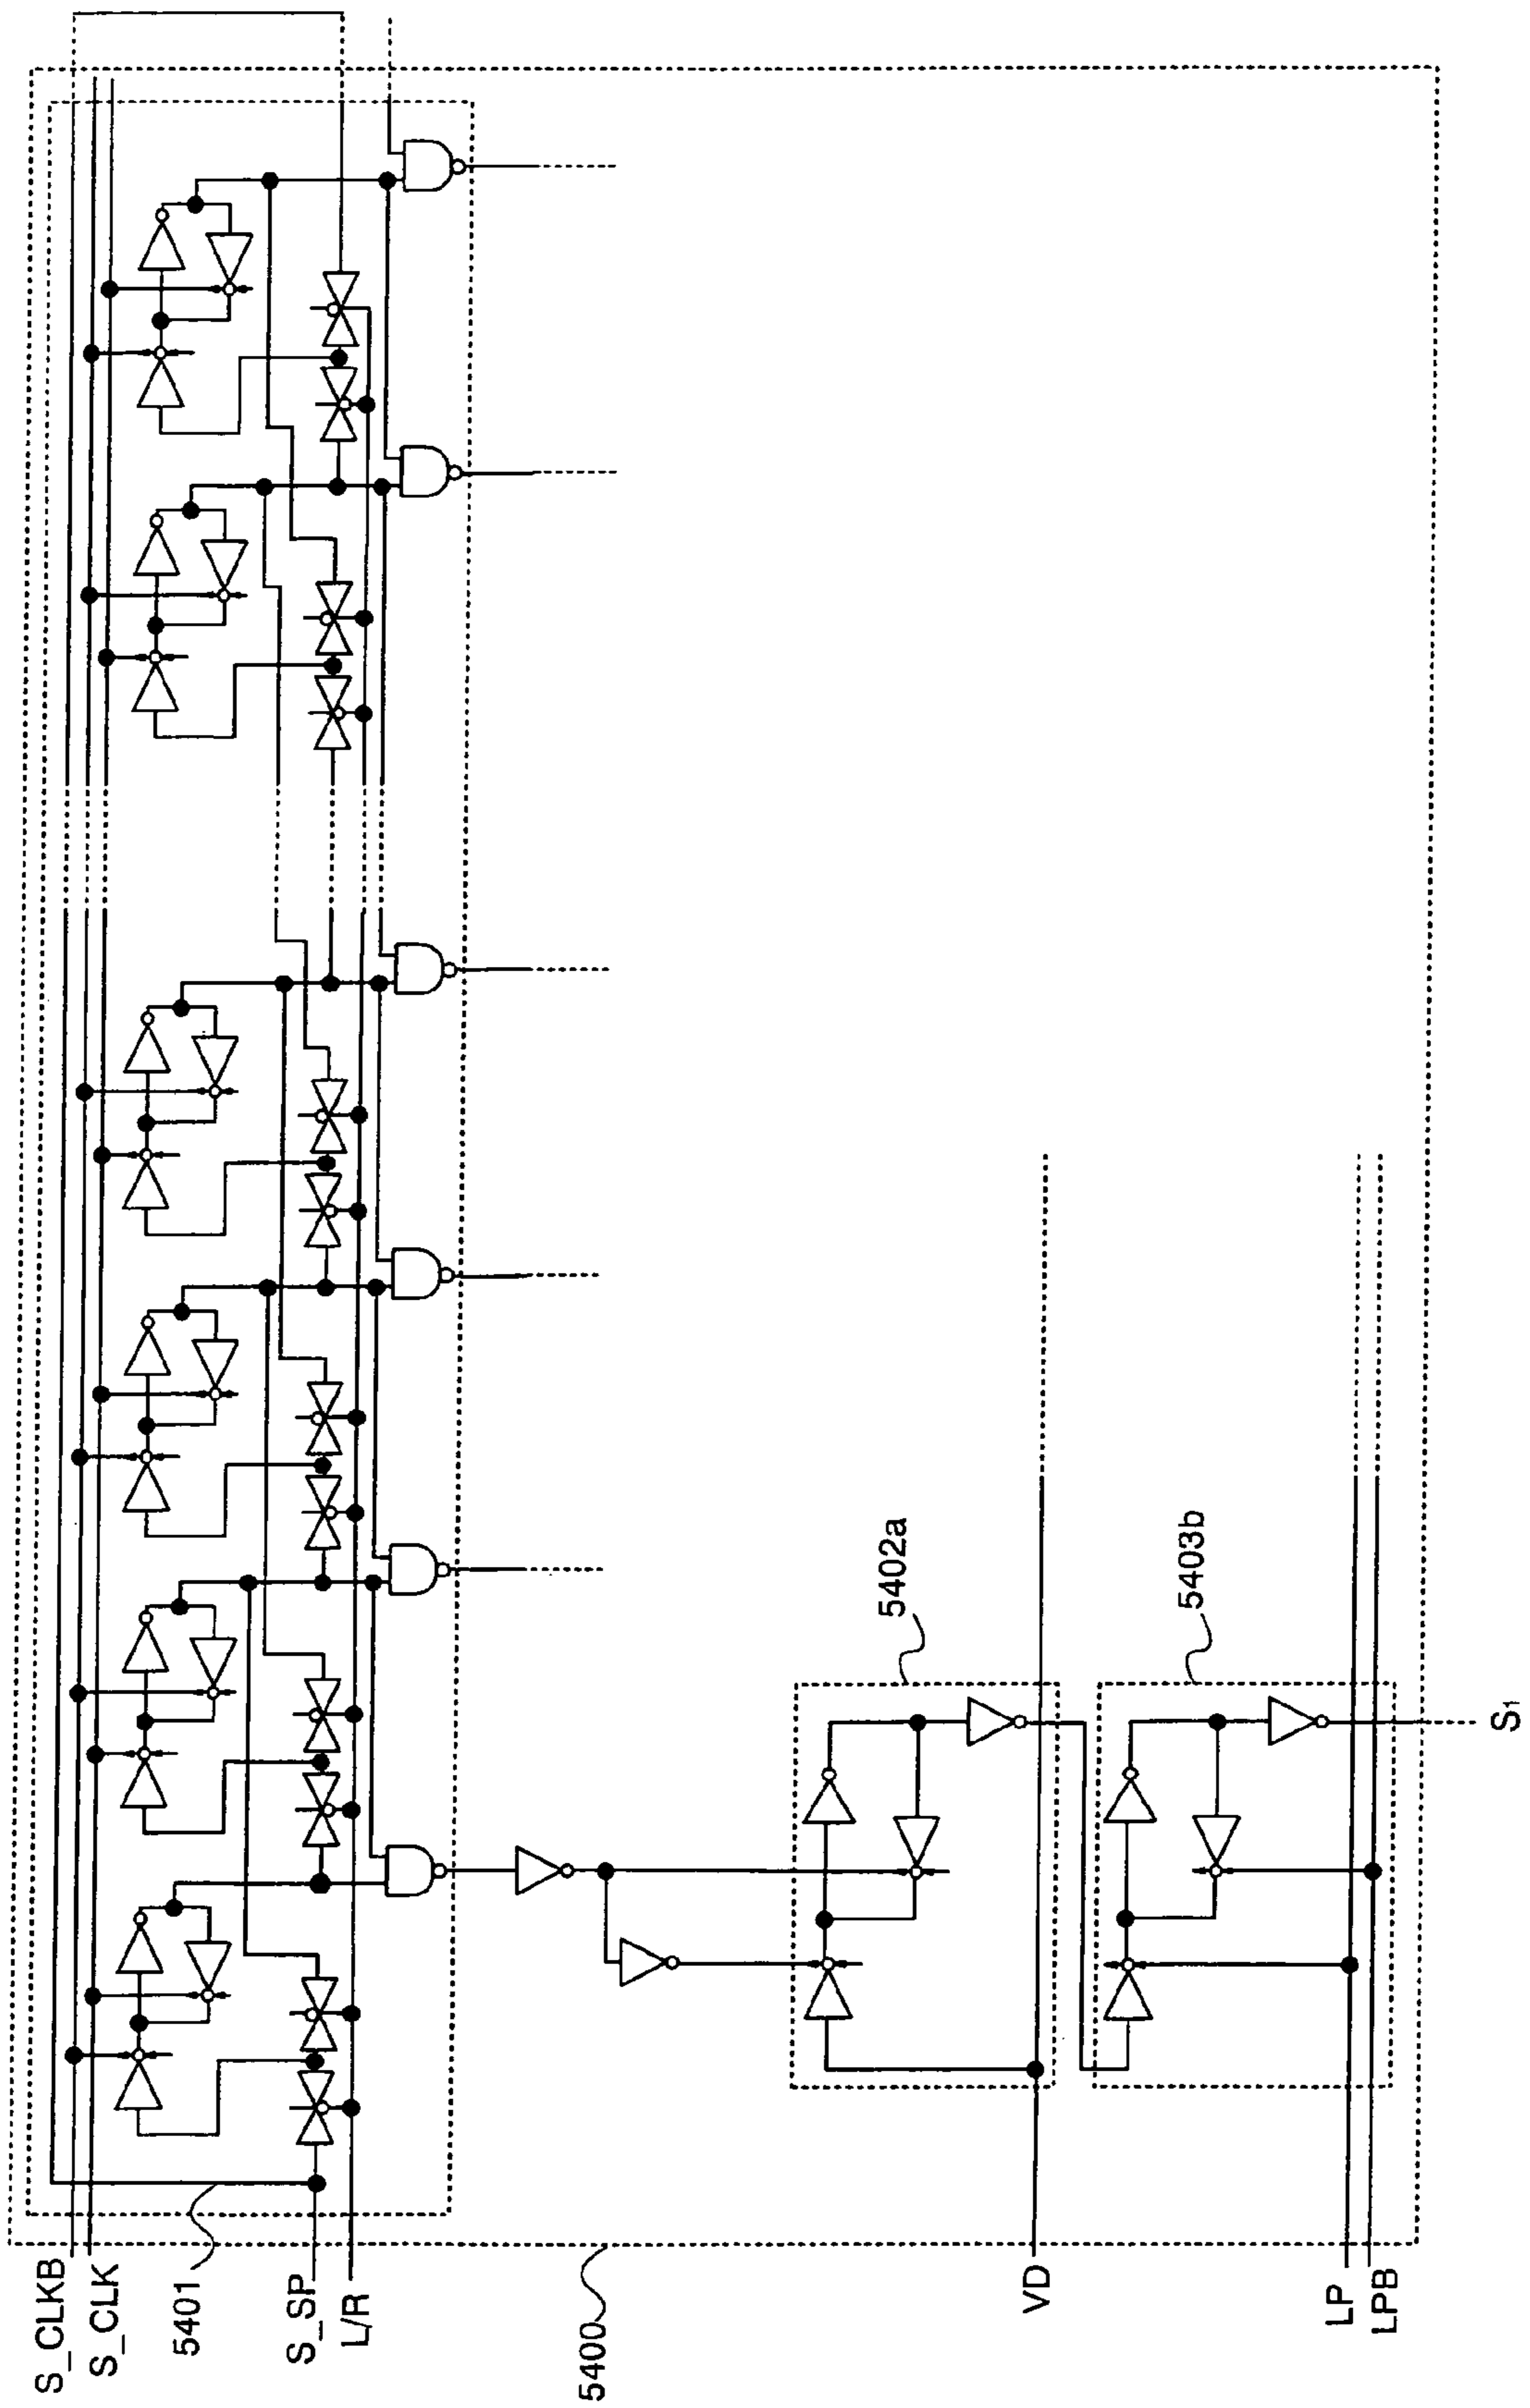 S_CLKB
S_CLK
5401
S_SP
L/R
5400
VD
LP
LPB
5402a
5403b
S1